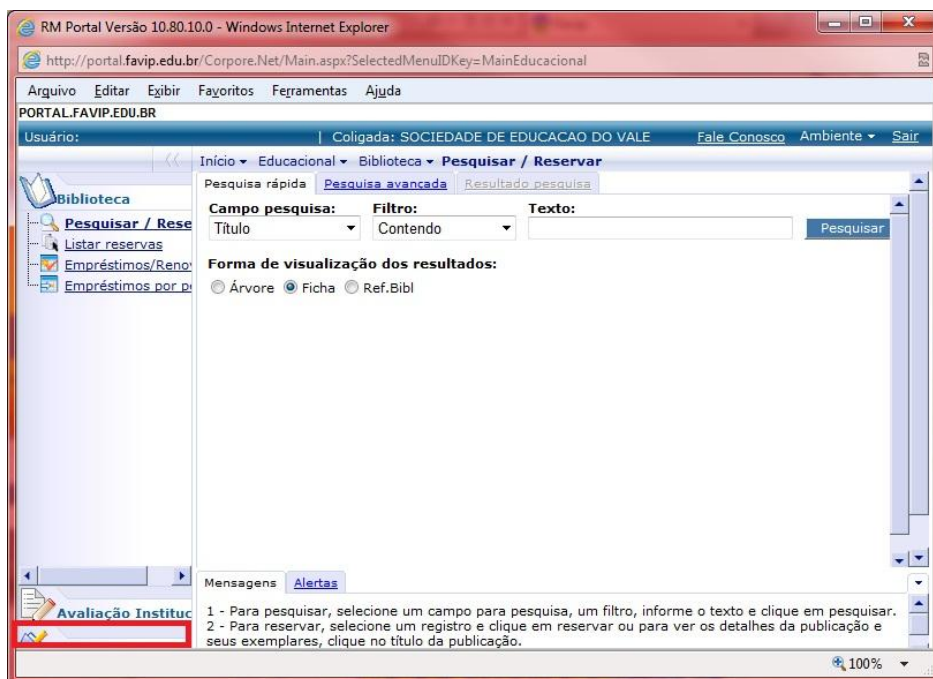 RM Portal Versão 10.80.10.0 - Windows Internet Explorer
http://portal.favip.edu.br/Corpore.Net/Main.aspx?SelectedMenuIDKey=MainEducacional
Arquivo Editar Exibir Favoritos Ferramentas Ajuda
PORTAL.FAVIP.EDU.BR
Usuário: | Coligada: SOCIEDADE DE EDUCACAO DO VALE Fale Conosco Ambiente Sair
Início Educacional Biblioteca Pesquisar / Reservar
Biblioteca
Pesquisar / Rese
Listar reservas
Empréstimos/Reno
Empréstimos por p
Pesquisa rápida Pesquisa avançada Resultado pesquisa
Campo pesquisa: Filtro: Texto:
Título Contendo Pesquisar
Forma de visualização dos resultados:
Árvore Ficha Ref.Bibl
Mensagens Alertas
Avaliação Instituc
1 - Para pesquisar, selecione um campo para pesquisa, um filtro, informe o texto e clique em pesquisar.
2 - Para reservar, selecione um registro e clique em reservar ou para ver os detalhes da publicação e
seus exemplares, clique no título da publicação.
100%